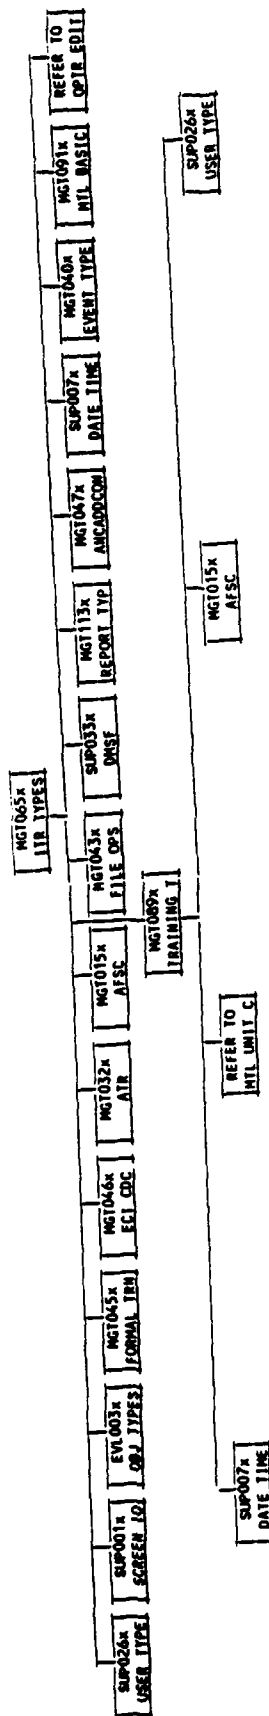 MGT065x
ITR TYPES
SUP026x
USER TYPE
SUP001x
SCREEN IO
EVL003x
OBJ TYPES
MGT045x
FORMAL TRN
MGT046x
ECI CDC
MGT032x
ATR
MGT015x
AFSC
MGT043x
FILE OPS
SUP033x
DMSF
MGT113x
REPORT TYP
MGT047x
ANCADDCON
SUP007x
DATE TIME
MGT040x
EVENT TYPE
MGT091x
MTL BASIC
REFER TO
OPTR EDIT
MGT089x
TRAINING T
SUP007x
DATE TIME
REFER TO
MTL UNIT C
MGT015x
AFSC
SUP026x
USER TYPE